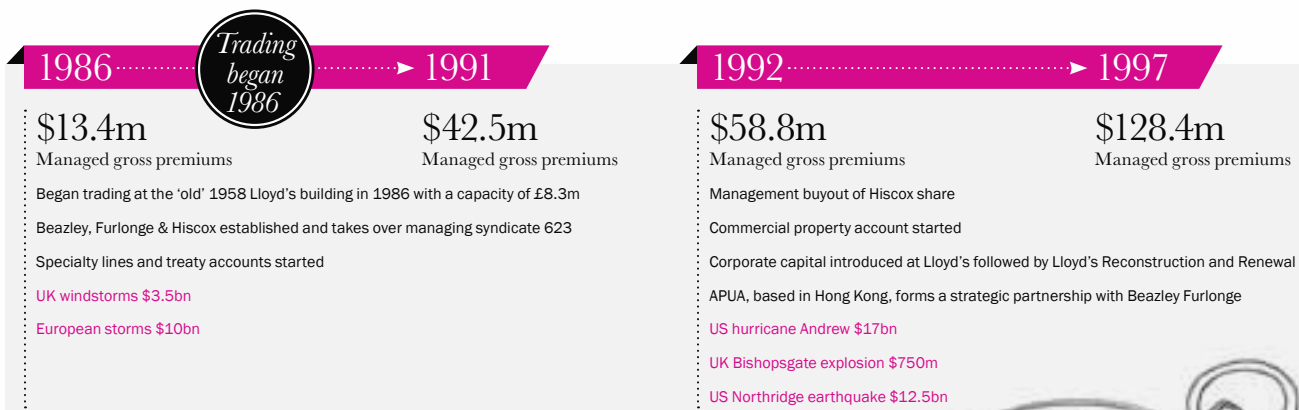 1986
Trading
began
1986
1991
$13.4m
Managed gross premiums
$42.5m
Managed gross premiums
Began trading at the ‘old’ 1958 Lloyd’s building in 1986 with a capacity of £8.3m
Beazley, Furlonge & Hiscox established and takes over managing syndicate 623
Specialty lines and treaty accounts started
UK windstorms $3.5bn
European storms $10bn
1992
1997
$58.8m
Managed gross premiums
$128.4m
Managed gross premiums
Management buyout of Hiscox share
Commercial property account started
Corporate capital introduced at Lloyd’s followed by Lloyd’s Reconstruction and Renewal
APUA, based in Hong Kong, forms a strategic partnership with Beazley Furlonge
US hurricane Andrew $17bn
UK Bishopsgate explosion $750m
US Northridge earthquake $12.5bn